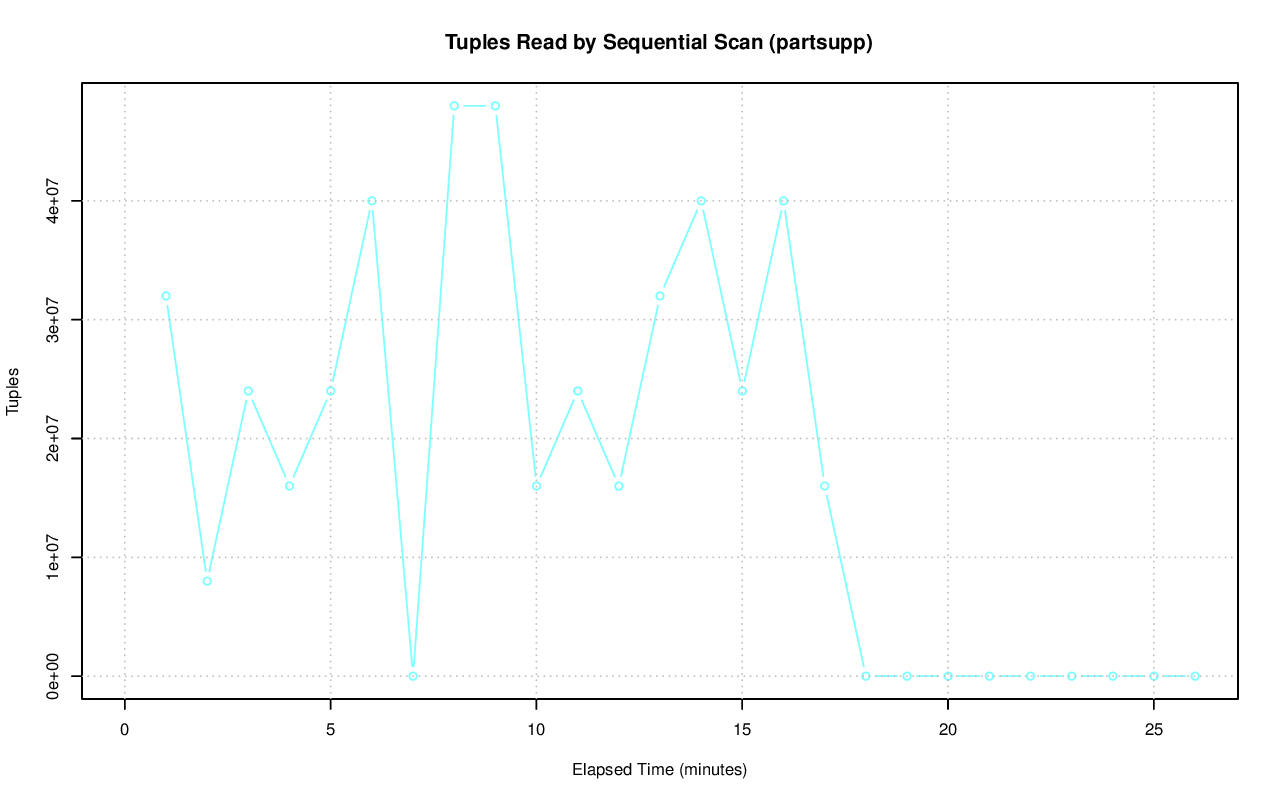 Tuples Read by Sequential Scan (partsupp)
Tuples
4e+07
3e+07
2e+07
1e+07
0e+00
0 5 10 15 20 25
Elapsed Time (minutes)